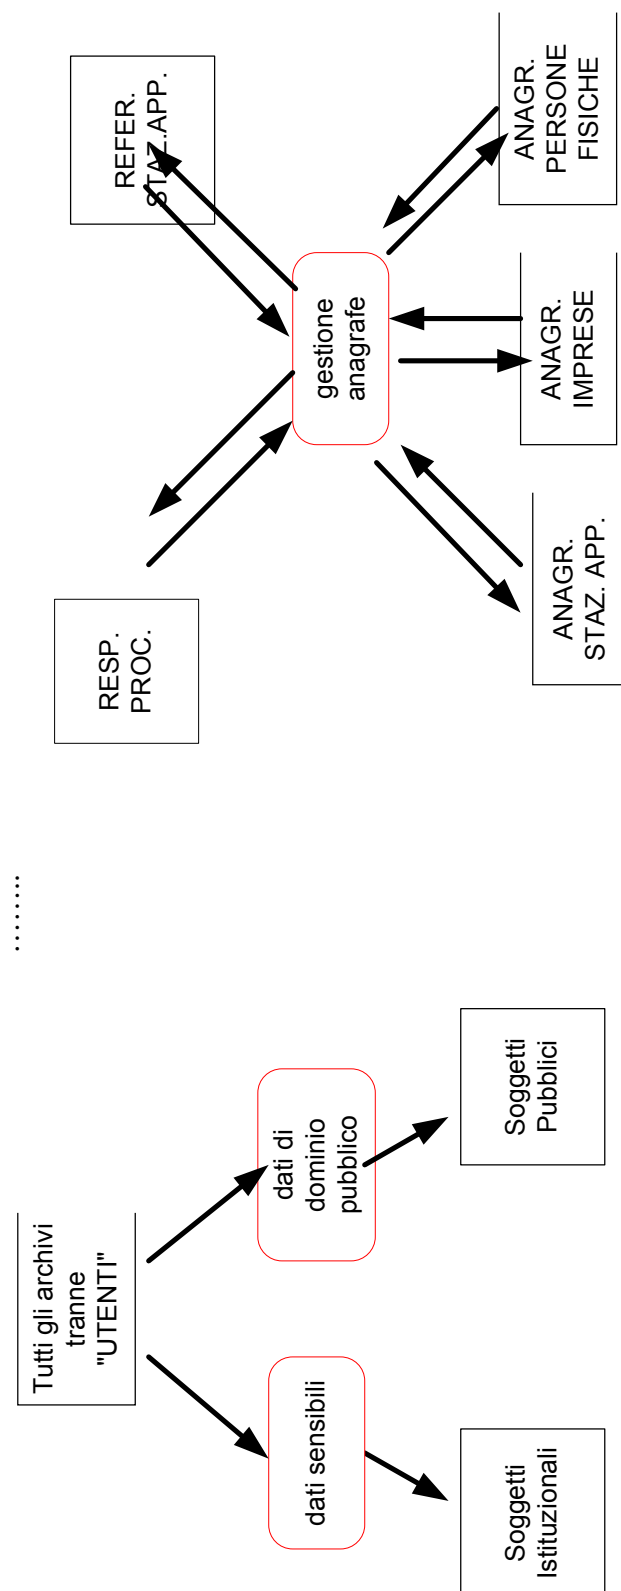 Tutti gli archivi
tranne
"UTENTI"
dati sensibili
dati di
dominio
pubblico
Soggetti
Istituzionali
Soggetti
Pubblici
........
RESP.
PROC.
REFER.
STAZ.APP.
gestione
anagrafe
ANAGR.
STAZ. APP.
ANAGR.
IMPRESE
ANAGR.
PERSONE
FISICHE